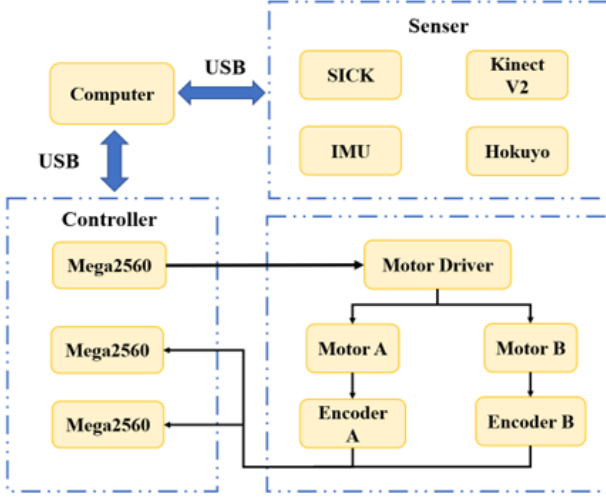 Senser
USB
SICK
Kinect
V2
Computer
IMU
Hokuyo
USB
Controller
Mega2560
Motor Driver
Mega2560
Motor A
Motor B
Mega2560
Encoder
A
Encoder B